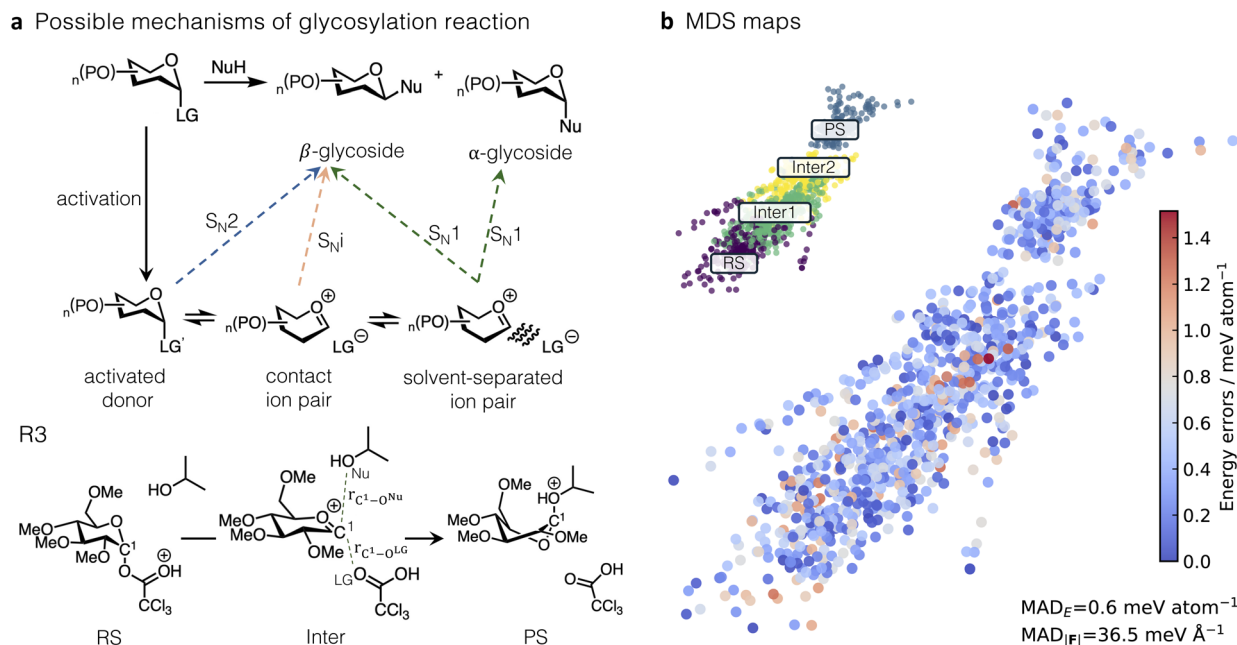 a Possible mechanisms of glycosylation reaction
n(PO)
O
LG
NuH
n(PO)
O
Nu
+
n(PO)
O
Nu
β-glycoside
α-glycoside
activation
SN2
SNi
SN1
SN1
n(PO)
O
LG'
n(PO)
O⊕
LG⊖
n(PO)
O⊕
LG⊖
activated
donor
contact
ion pair
solvent-separated
ion pair
R3
OMe
MeO
MeO
MeO
O
1
O
⊕
OH
CCl3
HO
RS
HO
Nu
rC1−ONu
OMe
MeO
MeO
OMe
O⊕
C1
rC1−OLG
LG
O
OH
CCl3
Inter
⊕
HO
OMe
MeO
MeO
C1
OMe
O
O
OH
CCl3
PS
b MDS maps
PS
Inter2
Inter1
RS
1.4
1.2
1.0
0.8
0.6
0.4
0.2
0.0
Energy errors / meV atom−1
MADE=0.6 meV atom−1
MAD|F|=36.5 meV Å−1